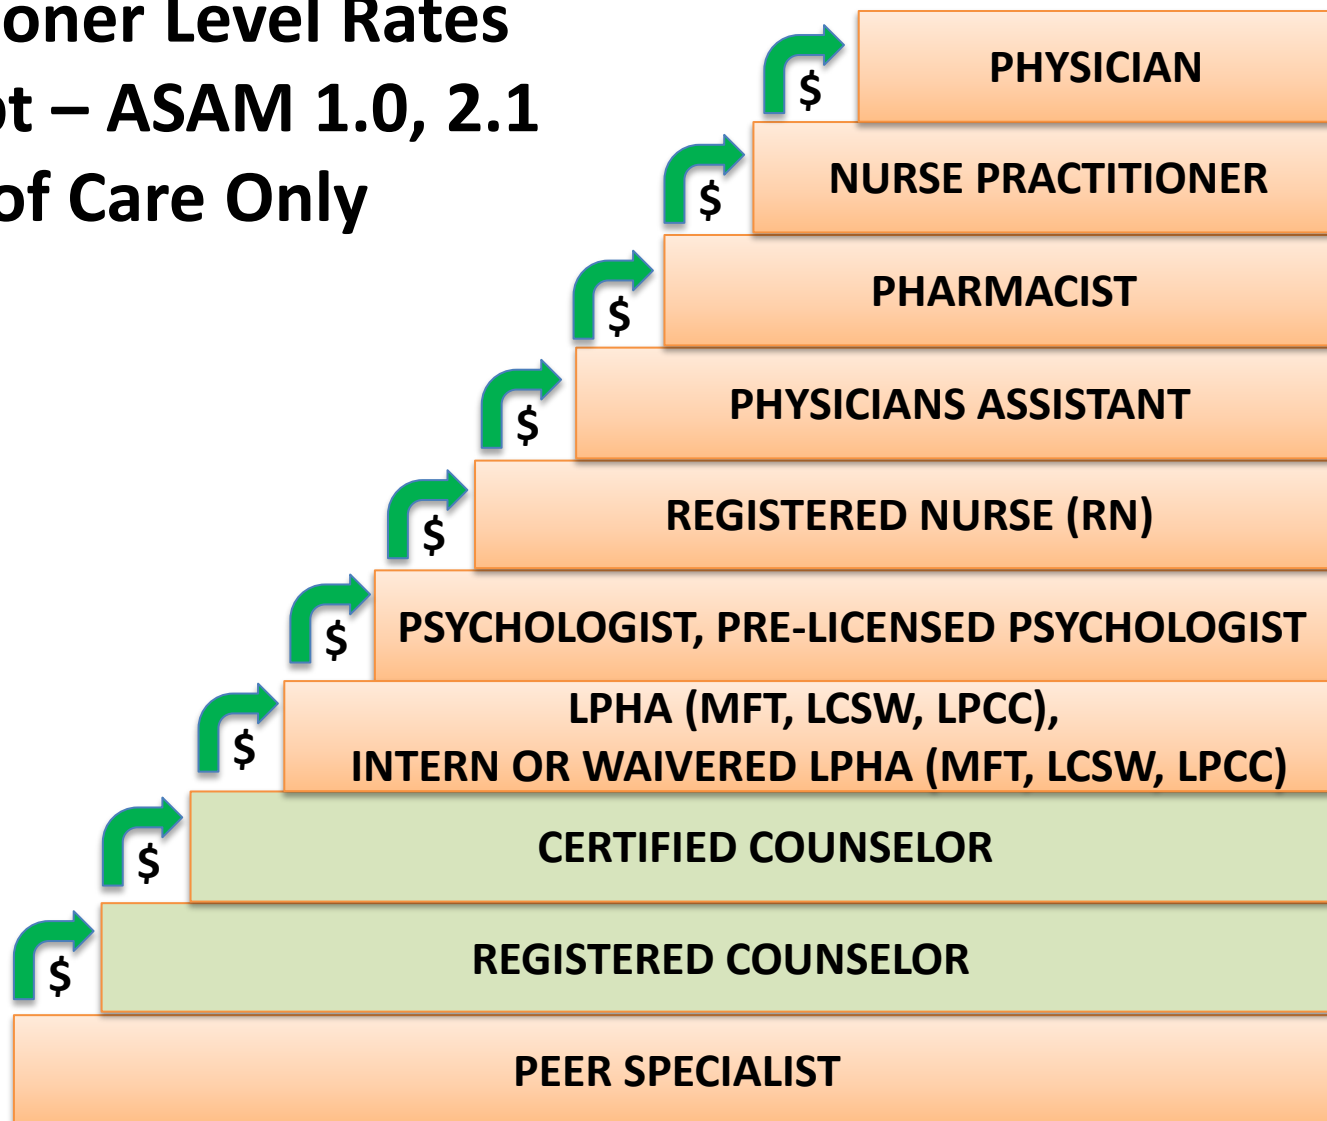 oner Level Rates
pt – ASAM 1.0, 2.1
of Care Only
$
PHYSICIAN
$
NURSE PRACTITIONER
$
PHARMACIST
$
PHYSICIANS ASSISTANT
$
REGISTERED NURSE (RN)
$
PSYCHOLOGIST, PRE-LICENSED PSYCHOLOGIST
$
LPHA (MFT, LCSW, LPCC),
INTERN OR WAIVERED LPHA (MFT, LCSW, LPCC)
$
CERTIFIED COUNSELOR
$
REGISTERED COUNSELOR
PEER SPECIALIST